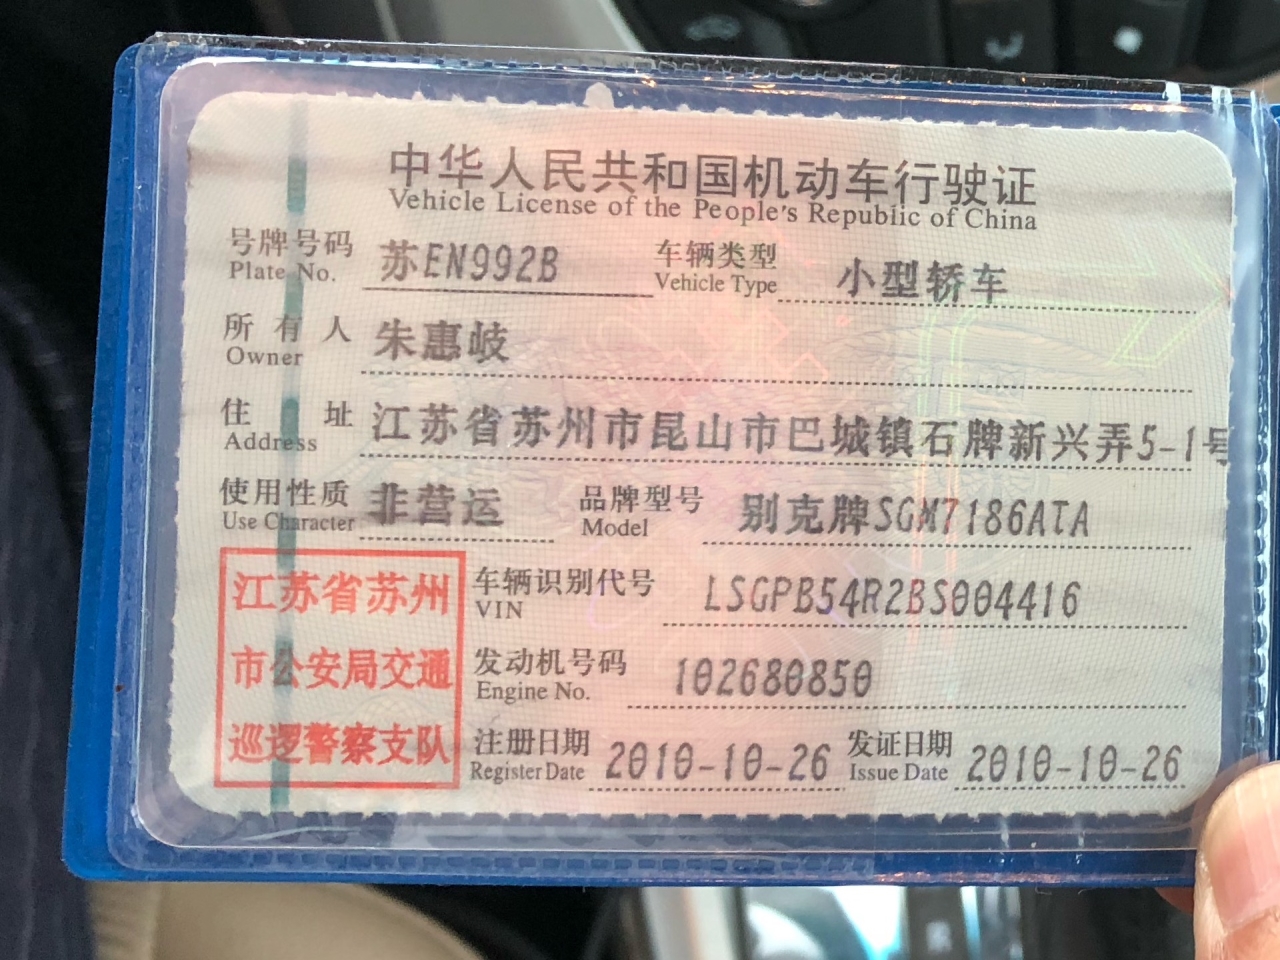 中华人民共和国机动车行驶证
Vehicle License of the People's Republic of China
号牌号码 苏EN992B 车辆类型 小型轿车
Plate No. Vehicle Type
所有人 朱惠岐
Owner
住址 江苏省苏州市昆山市巴城镇石牌新兴弄5-1号
Address
使用性质 非营运 品牌型号 别克牌SGM7186ATA
Use Character Model
江苏省苏州
市公安局交通
巡逻警察支队
车辆识别代号 LSGPB54R2BS004416
VIN
发动机号码 102680850
Engine No.
注册日期 2010-10-26 发证日期 2010-10-26
Register Date Issue Date